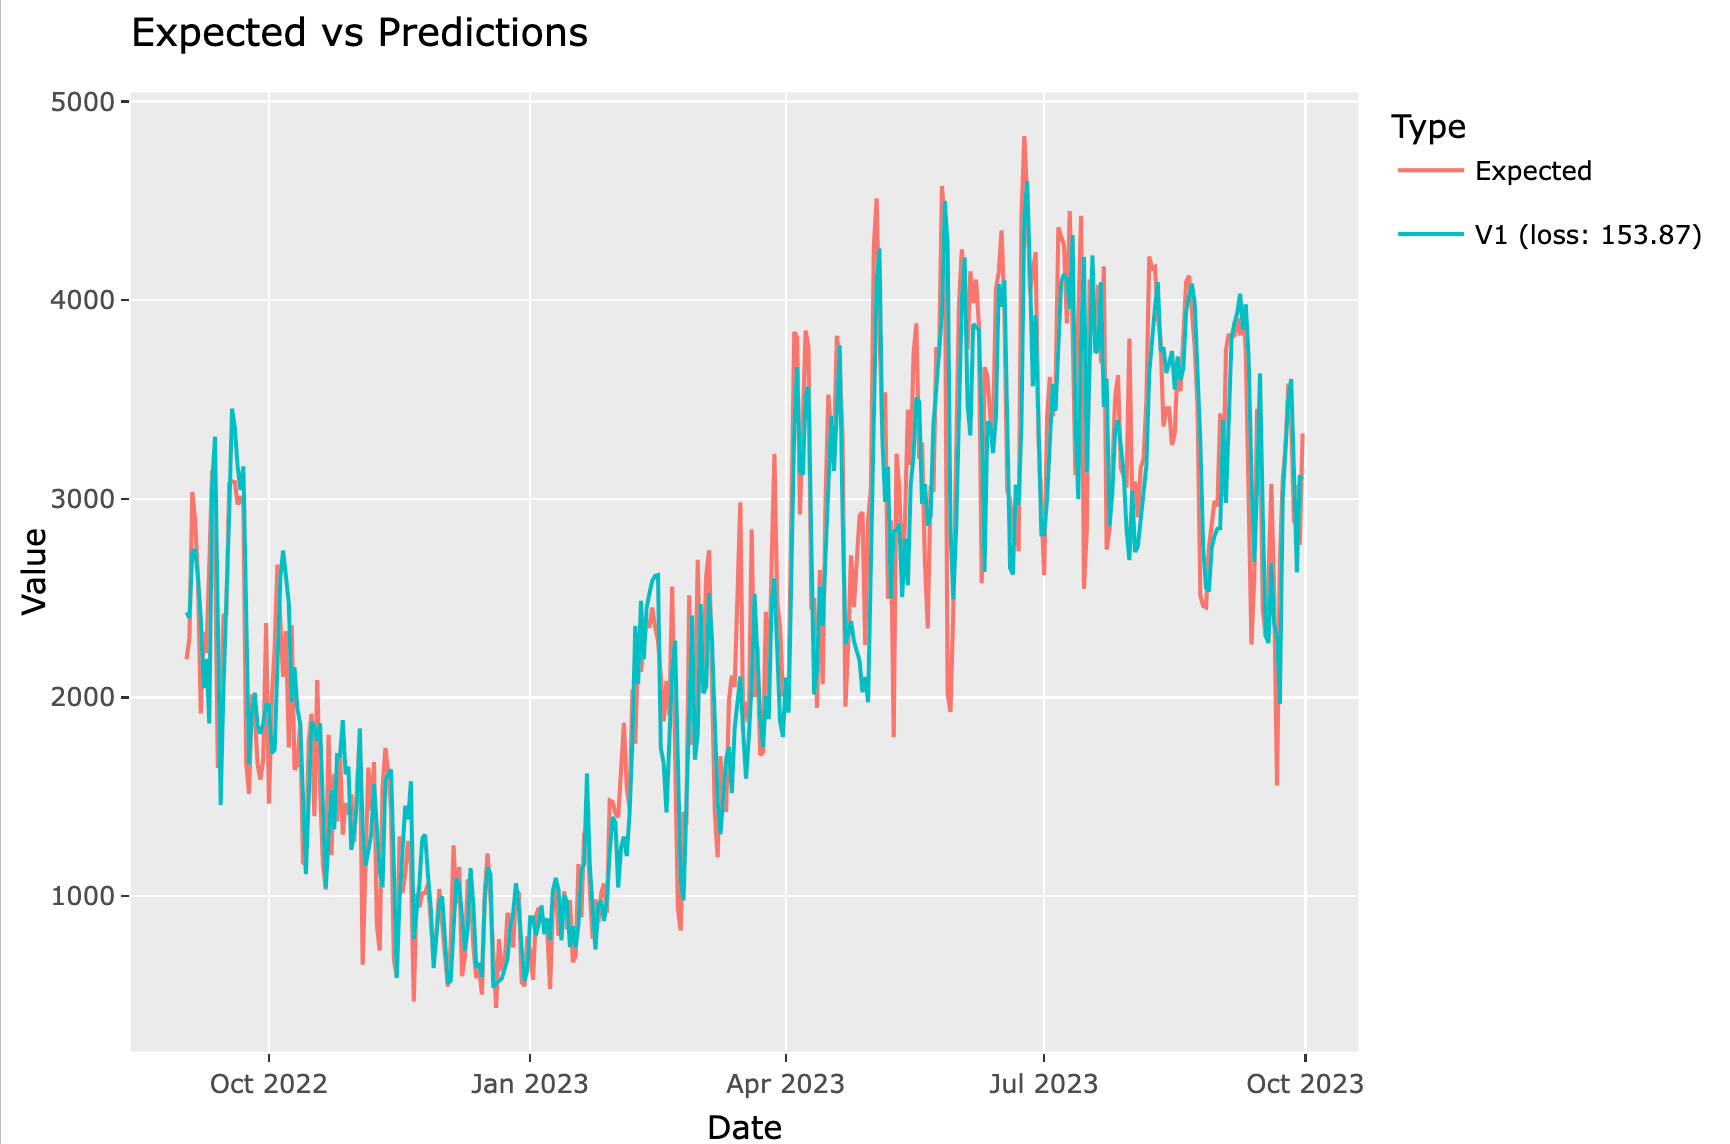 Expected vs Predictions
5000
4000
3000
2000
1000
Value
Oct 2022
Jan 2023
Apr 2023
Jul 2023
Oct 2023
Date
Type
Expected
V1 (loss: 153.87)